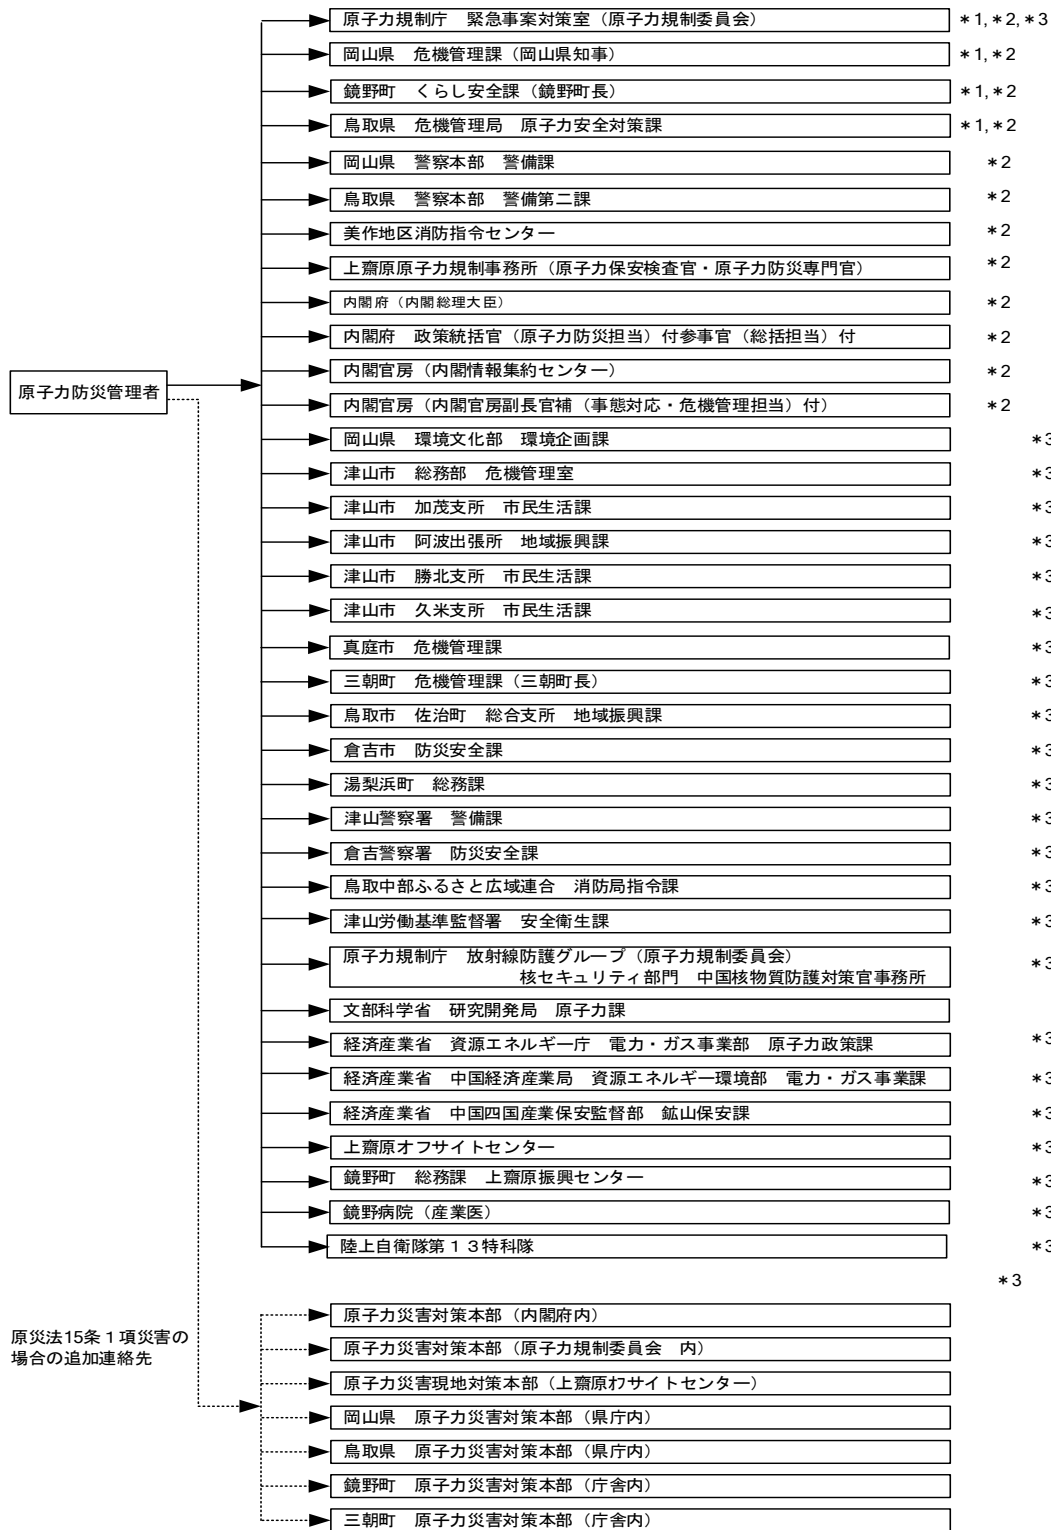 原子力規制庁　緊急事案対策室（原子力規制委員会） *1,*2,*3
岡山県　危機管理課（岡山県知事） *1,*2
鏡野町　くらし安全課（鏡野町長） *1,*2
鳥取県　危機管理局　原子力安全対策課 *1,*2
岡山県　警察本部　警備課 *2
鳥取県　警察本部　警備第二課 *2
美作地区消防指令センター *2
上齋原原子力規制事務所（原子力保安検査官・原子力防災専門官） *2
内閣府（内閣総理大臣） *2
内閣府　政策統括官（原子力防災担当）付参事官（総括担当）付 *2
内閣官房（内閣情報集約センター） *2
原子力防災管理者
内閣官房（内閣官房副長官補（事態対応・危機管理担当）付） *2
岡山県　環境文化部　環境企画課 *3
津山市　総務部　危機管理室 *3
津山市　加茂支所　市民生活課 *3
津山市　阿波出張所　地域振興課 *3
津山市　勝北支所　市民生活課 *3
津山市　久米支所　市民生活課 *3
真庭市　危機管理課 *3
三朝町　危機管理課（三朝町長） *3
鳥取市　佐治町　総合支所　地域振興課 *3
倉吉市　防災安全課 *3
湯梨浜町　総務課 *3
津山警察署　警備課 *3
倉吉警察署　防災安全課 *3
鳥取中部ふるさと広域連合　消防局指令課 *3
津山労働基準監督署　安全衛生課 *3
原子力規制庁　放射線防護グループ（原子力規制委員会） *3
核セキュリティ部門　中国核物質防護対策官事務所
文部科学省　研究開発局　原子力課
経済産業省　資源エネルギー庁　電力・ガス事業部　原子力政策課 *3
経済産業省　中国経済産業局　資源エネルギー環境部　電力・ガス事業課 *3
経済産業省　中国四国産業保安監督部　鉱山保安課 *3
上齋原オフサイトセンター *3
鏡野町　総務課　上齋原振興センター *3
鏡野病院（産業医） *3
陸上自衛隊第１３特科隊 *3
*3
原子力災害対策本部（内閣府内）
原災法15条１項災害の
場合の追加連絡先
原子力災害対策本部（原子力規制委員会　内）
原子力災害現地対策本部（上齋原ｵﾌサイトセンター）
岡山県　原子力災害対策本部（県庁内）
鳥取県　原子力災害対策本部（県庁内）
鏡野町　原子力災害対策本部（庁舎内）
三朝町　原子力災害対策本部（庁舎内）